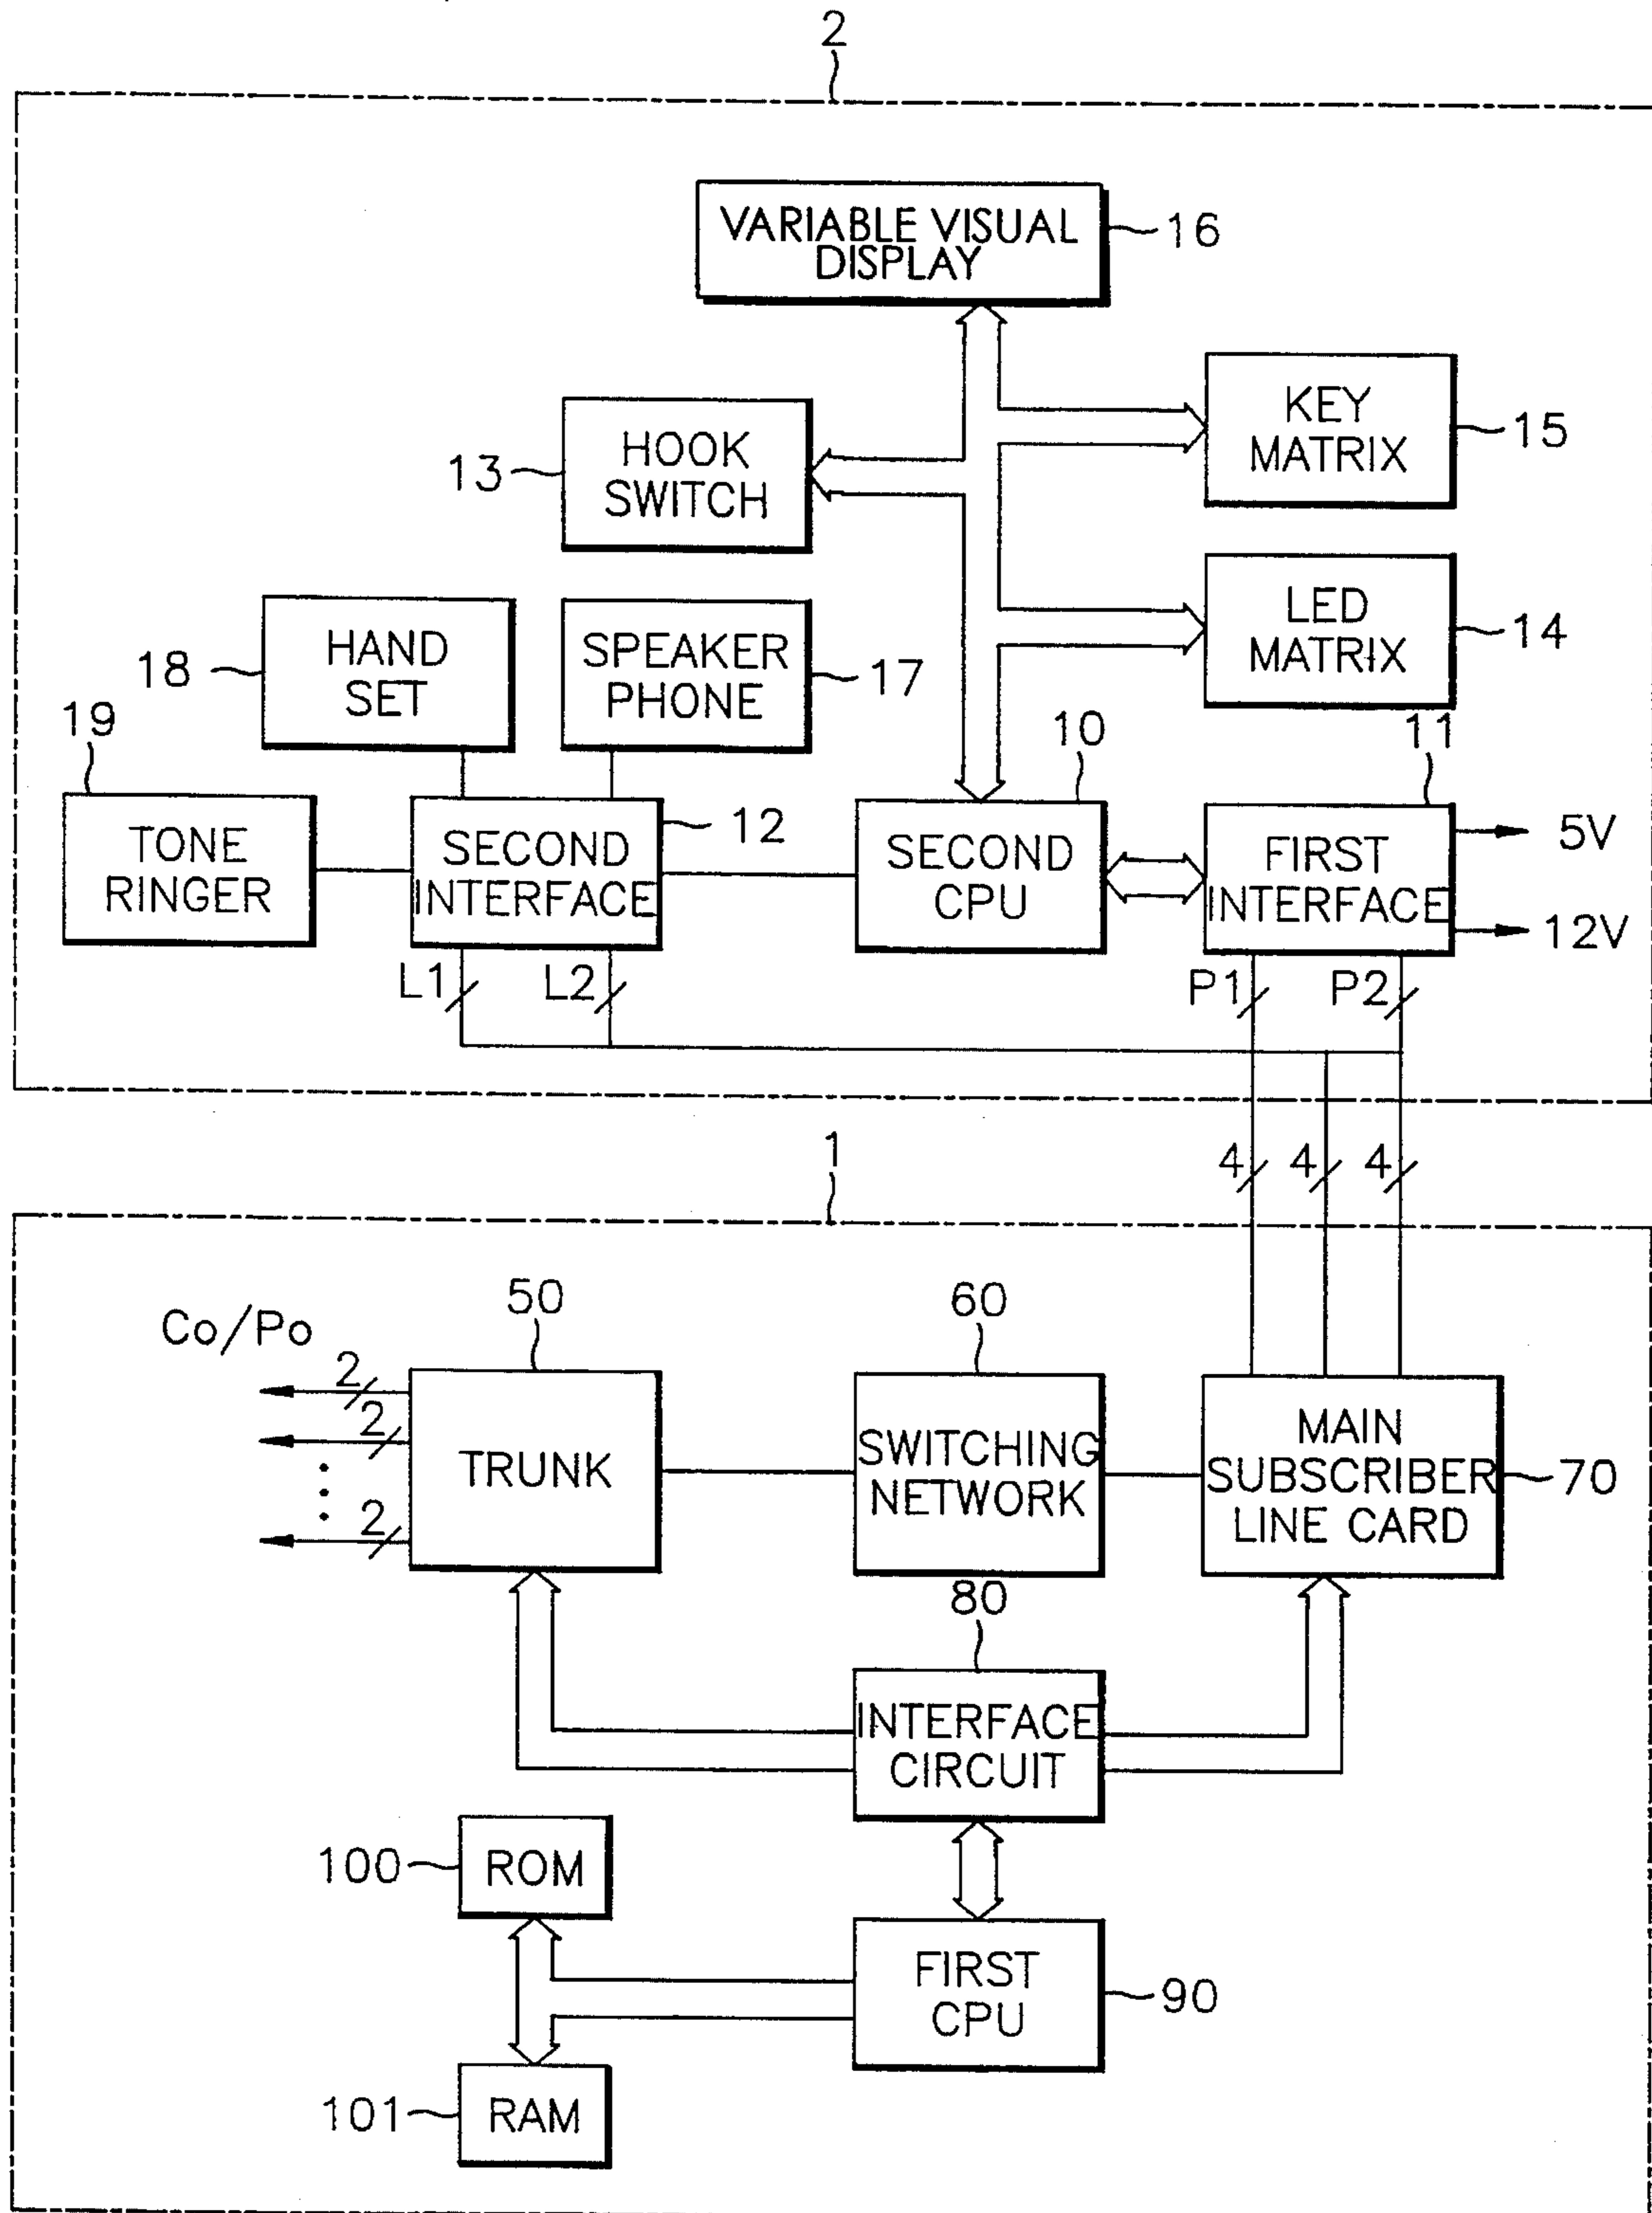 2
VARIABLE VISUAL
DISPLAY
16
KEY
MATRIX
15
HOOK
SWITCH
13
LED
MATRIX
14
HAND
SET
18
SPEAKER
PHONE
17
19
10
11
TONE
RINGER
SECOND
INTERFACE
12
SECOND
CPU
FIRST
INTERFACE
5V
12V
L1
L2
P1
P2
1
4
4
4
50
60
Co/Po
2
2
2
TRUNK
SWITCHING
NETWORK
MAIN
SUBSCRIBER
LINE CARD
70
80
INTERFACE
CIRCUIT
100
ROM
FIRST
CPU
90
101
RAM